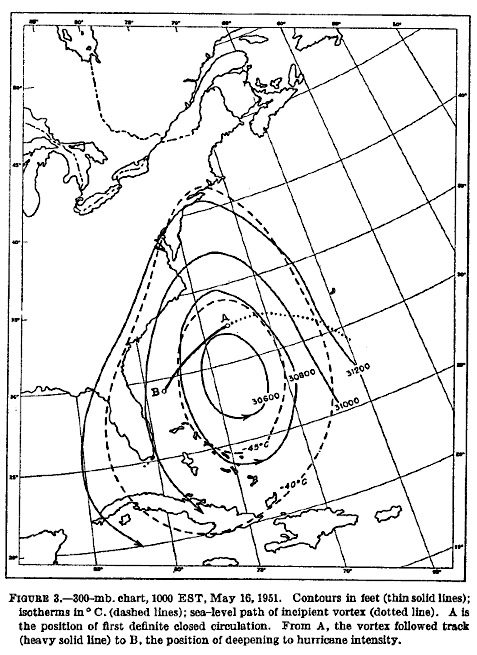 A
B
31200
30800
31000
30600
-45°C
-40°C
FIGURE 3.—300-mb. chart, 1000 EST, May 16, 1951. Contours in feet (thin solid lines);
isotherms in ° C. (dashed lines); sea-level path of incipient vortex (dotted line). A is
the position of first definite closed circulation. From A, the vortex followed track
(heavy solid line) to B, the position of deepening to hurricane intensity.